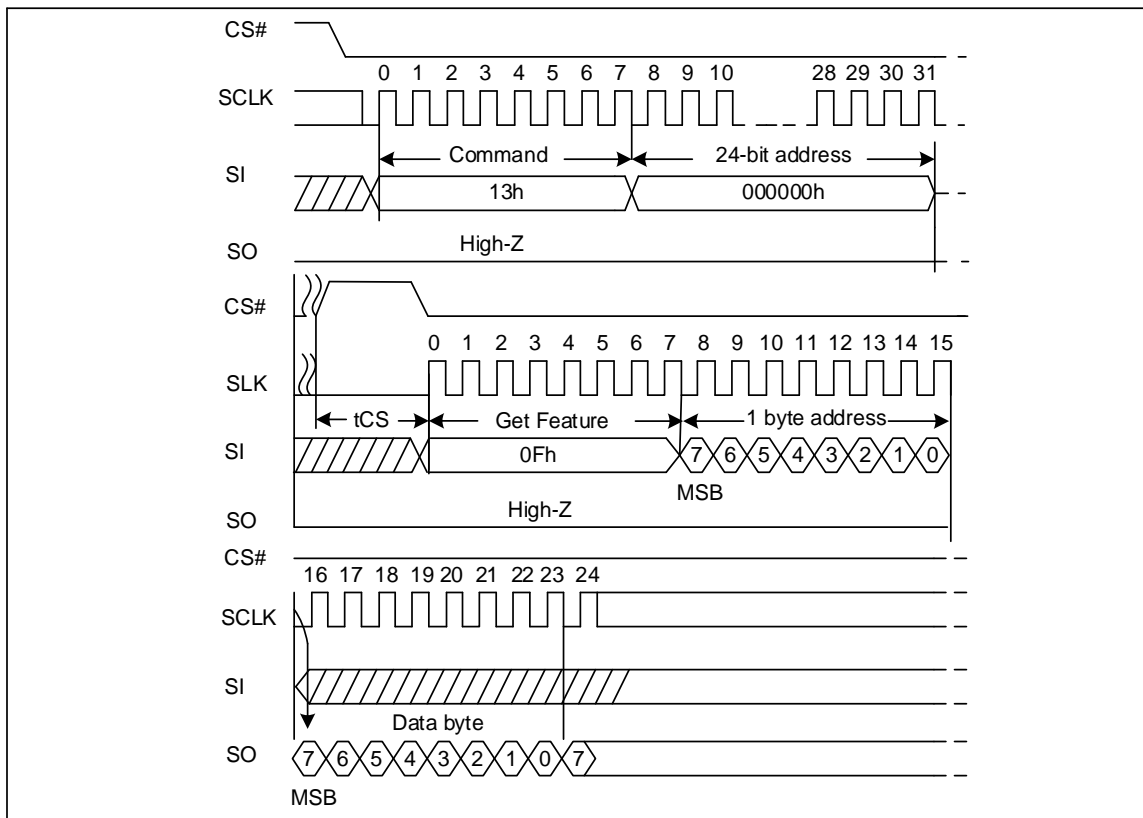 CS#
0 1 2 3 4 5 6 7 8 9 10 28 29 30 31
SCLK
Command 24-bit address
SI
13h 000000h
SO High-Z
CS#
0 1 2 3 4 5 6 7 8 9 10 11 12 13 14 15
SLK
tCS Get Feature 1 byte address
SI
0Fh 7 6 5 4 3 2 1 0
MSB
SO High-Z
CS#
16 17 18 19 20 21 22 23 24
SCLK
SI
Data byte
SO
7 6 5 4 3 2 1 0 7
MSB